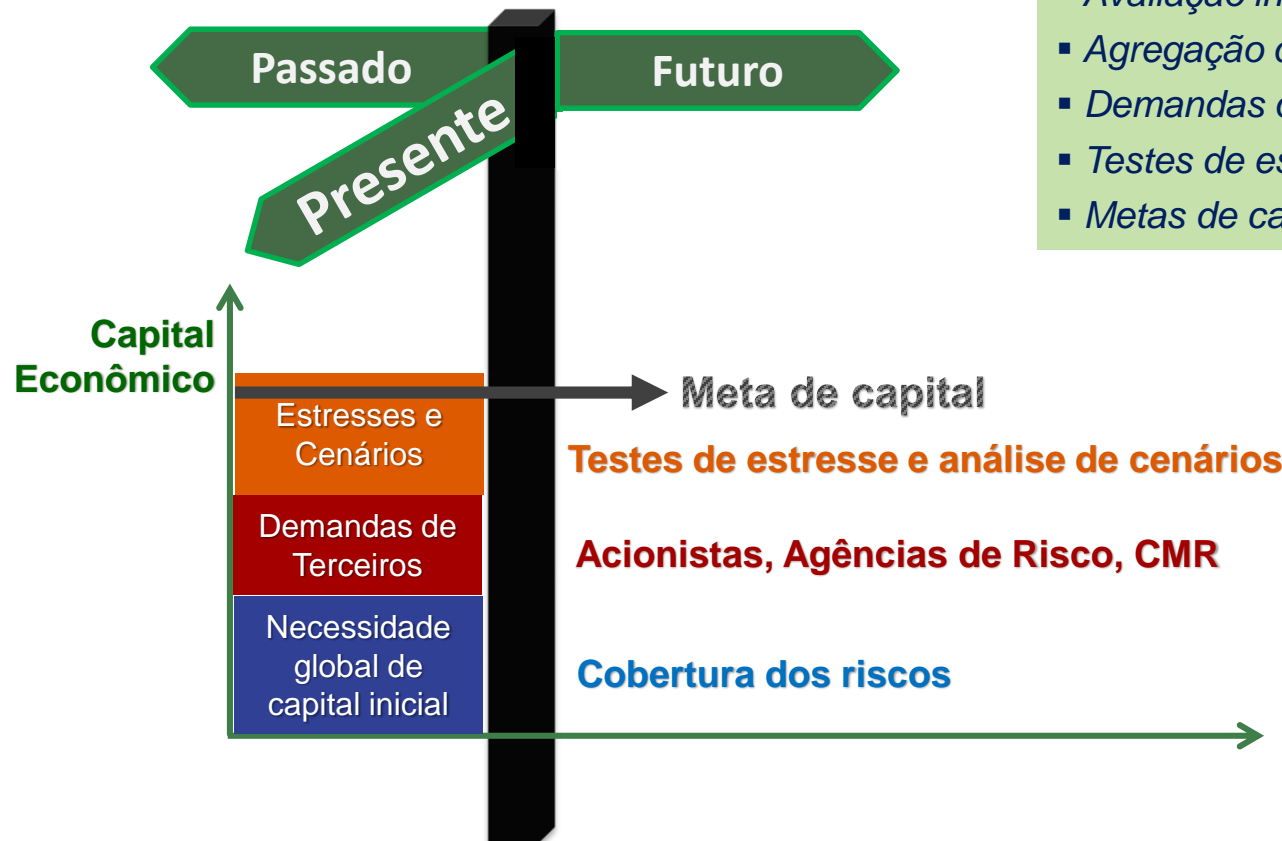 Passado
Futuro
Presente
Avaliação
▪ Agregação
▪ Demandas
▪ Testes de
▪ Metas de
Capital
Econômico
Meta de capital
Estresses e
Cenários
Testes de estresse e análise de cenários
Demandas de
Terceiros
Acionistas, Agências de Risco, CMR
Necessidade
global de
capital inicial
Cobertura dos riscos